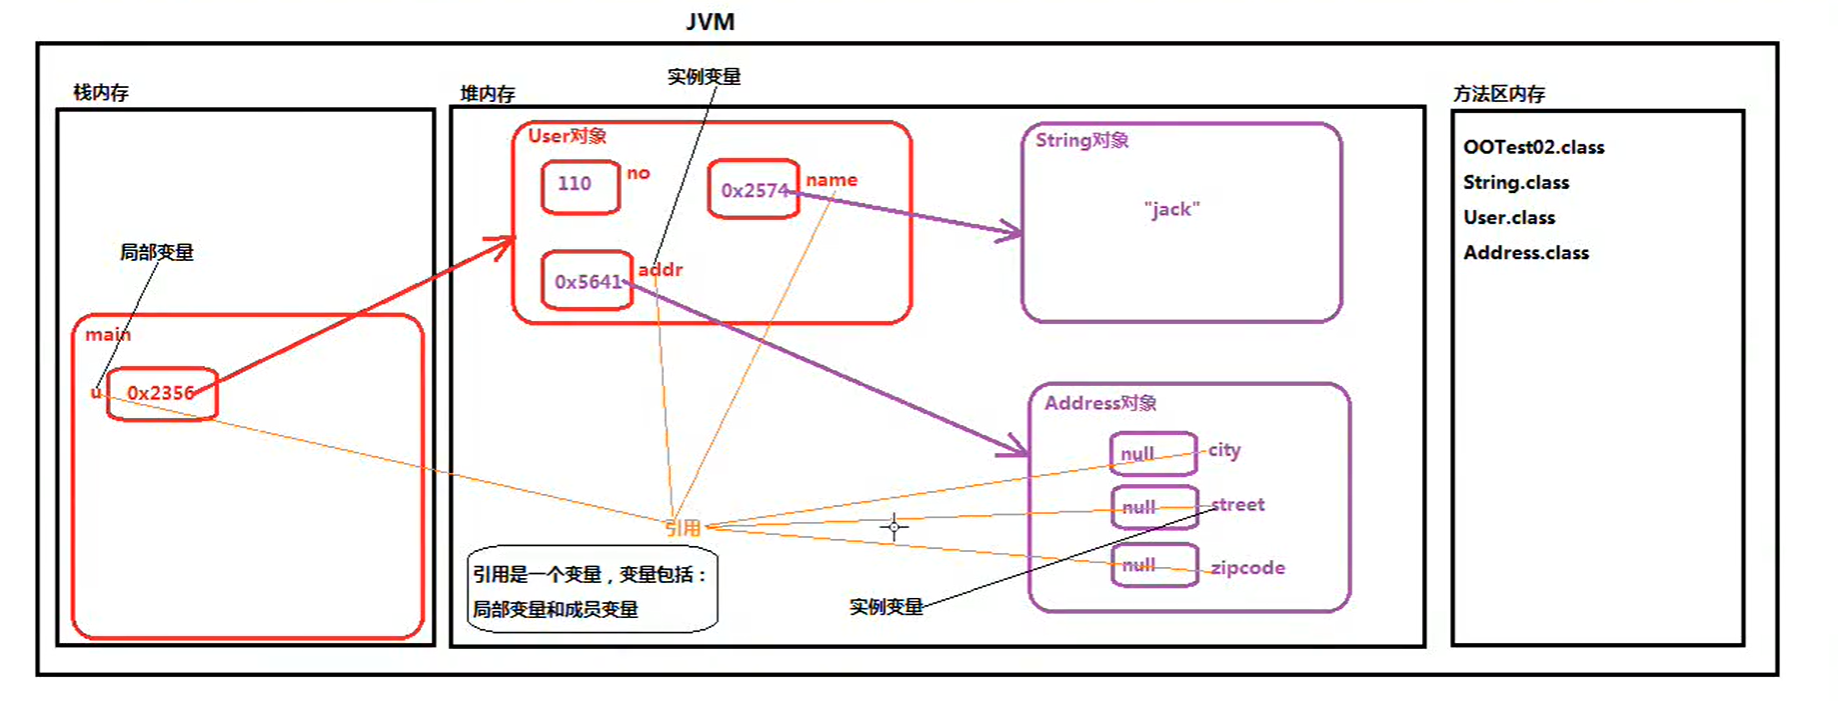 JVM
栈内存
局部变量
main
u
0x2356
堆内存
实例变量
User对象
110
no
0x2574
name
0x5641
addr
String对象
"jack"
Address对象
null
city
null
street
null
zipcode
引用
引用是一个变量，变量包括：
局部变量和成员变量
实例变量
方法区内存
OOTest02.class
String.class
User.class
Address.class